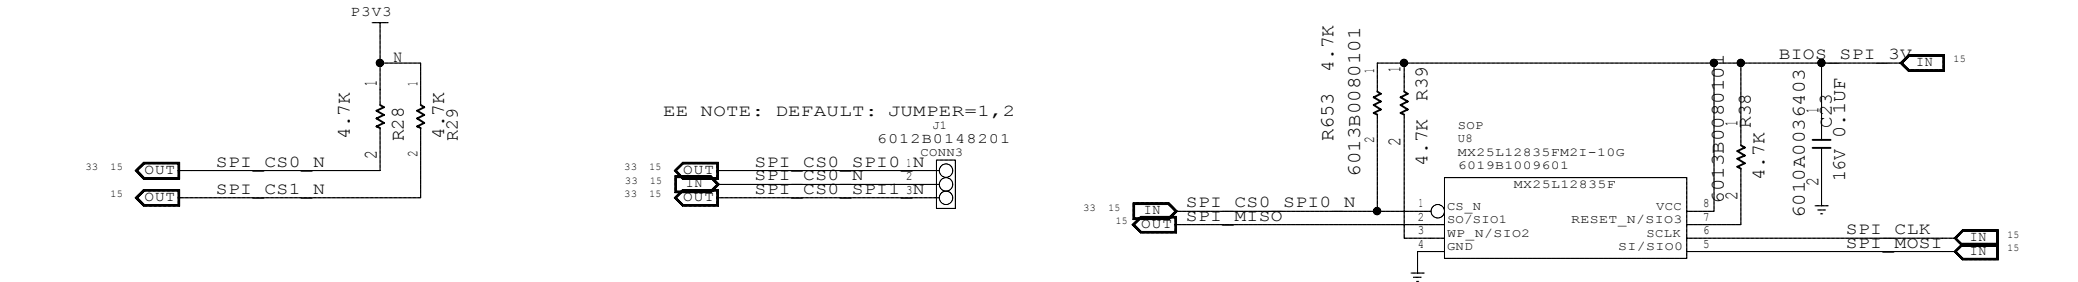 P3V3
N
1
1
4.7K
R28
4.7K
R29
2
2
33 15 OUT SPI_CS0_N
15 OUT SPI_CS1_N
EE NOTE: DEFAULT: JUMPER=1,2
J1
6012B0148201
CONN3
33 15 OUT SPI_CS0_SPI0_N 1
33 15 IN SPI_CS0_N 2
33 15 OUT SPI_CS0_SPI1_N 3
R653 4.7K
6013B0080101
1
2
1
2
4.7K R39
SOP
U8
MX25L12835FM2I-10G
6019B1009601
MX25L12835F
6013B0080101
R38
1
2
4.7K
BIOS_SPI_3V IN 15
6010A0036403
C23
1
2
16V 0.1UF
33 15 IN SPI_CS0_SPI0_N 1 CS_N
15 OUT SPI_MISO 2 SO/SIO1
3 WP_N/SIO2
4 GND
VCC 8
RESET_N/SIO3 7
SCLK 6 SPI_CLK IN 15
SI/SIO0 5 SPI_MOSI IN 15